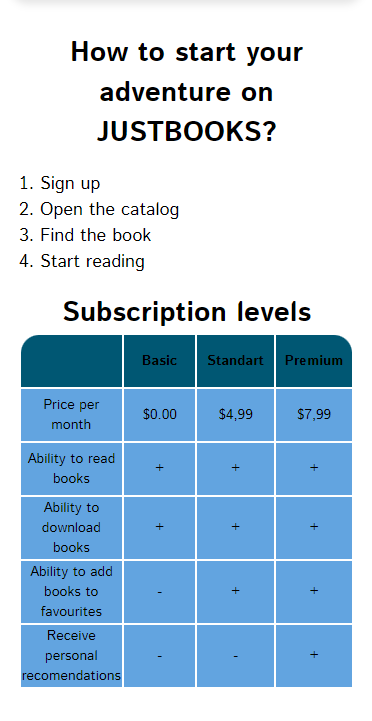 How to start your
adventure on
JUSTBOOKS?
1. Sign up
2. Open the catalog
3. Find the book
4. Start reading
Subscription levels
Basic Standart Premium
Price per
month
$0.00 $4,99 $7,99
Ability to read
books
+ + +
Ability to
download
books
+ + +
Ability to add
books to
favourites
- + +
Receive
personal
recomendations
- - +